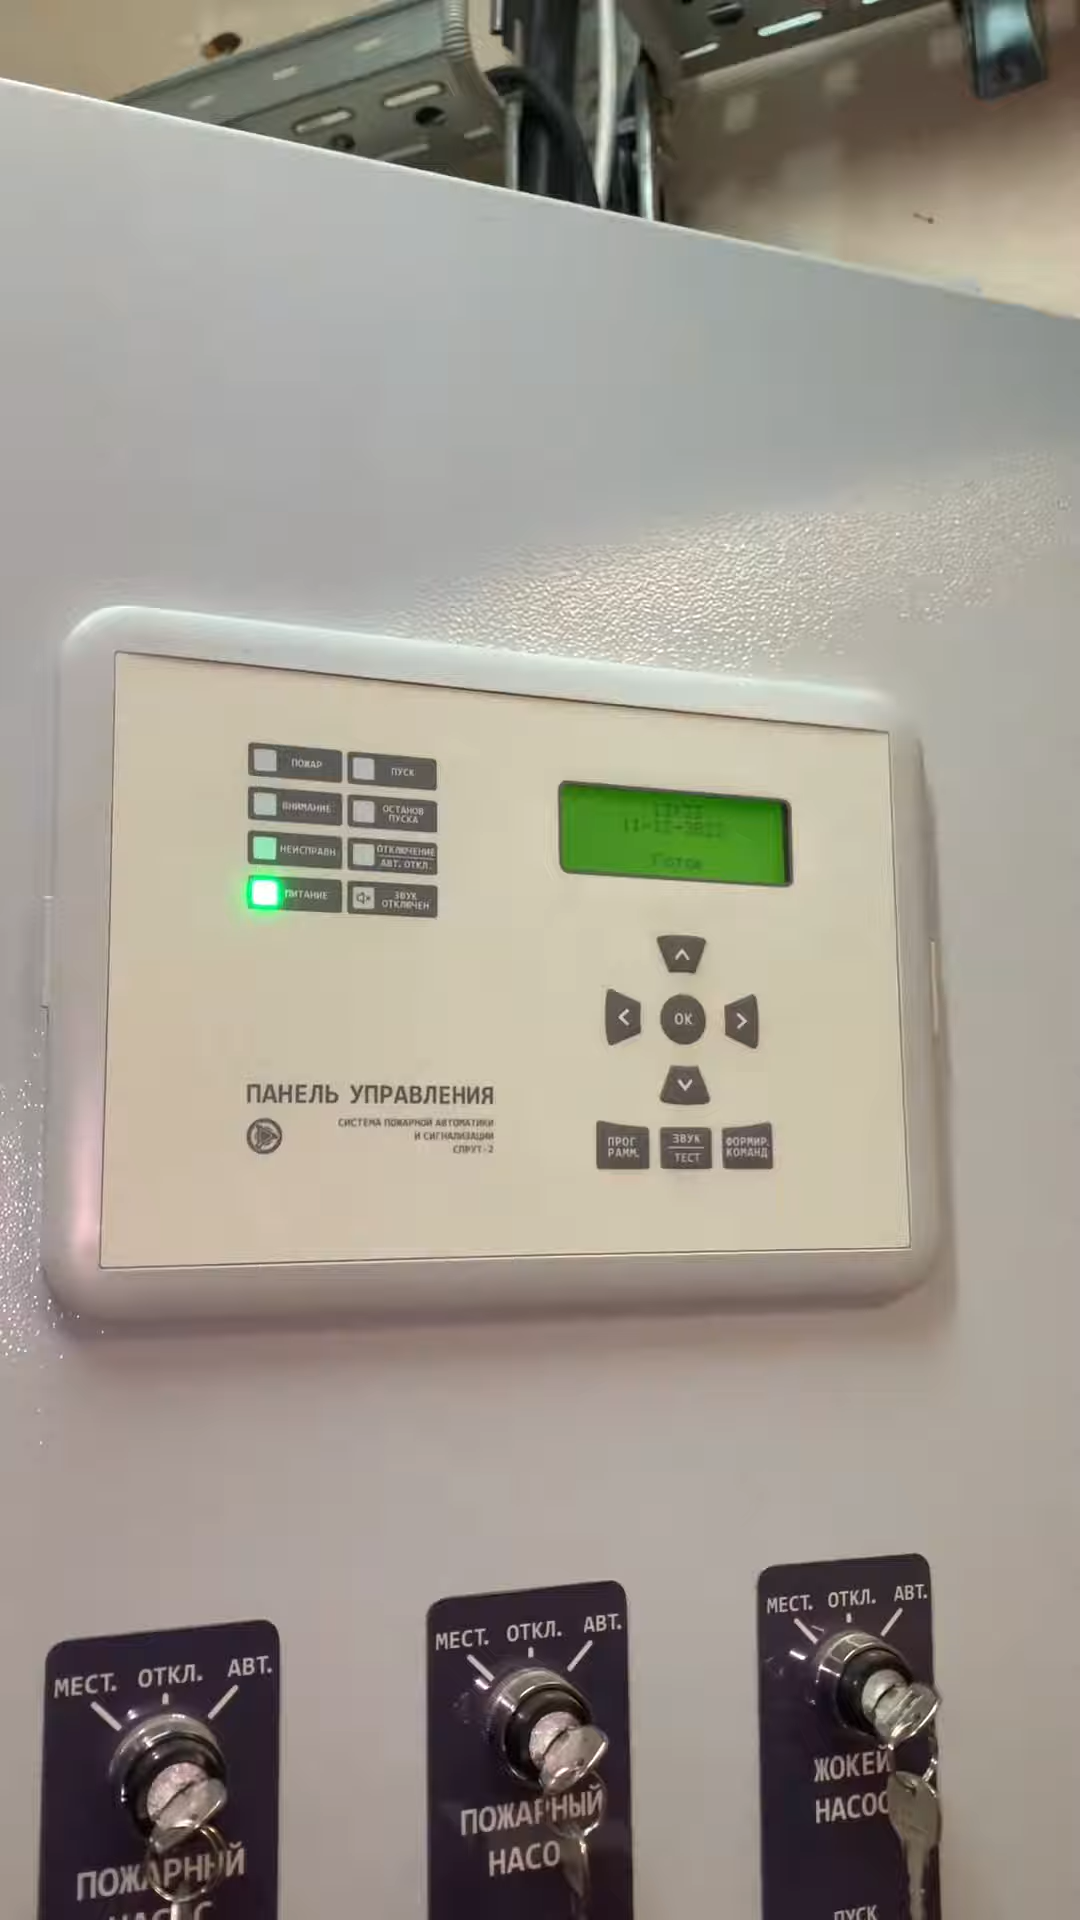 ПОЖАР
ПУСК
ВНИМАНИЕ
ОСТАНОВ
ПУСКА
НЕИСПРАВН
ОТКЛЮЧЕНИЕ
АВТ. ОТКЛ.
ПИТАНИЕ
ЗВУК
ОТКЛЮЧЕН
Готов
OK
ПАНЕЛЬ УПРАВЛЕНИЯ
СИСТЕМА ПОЖАРНОЙ АВТОМАТИКИ
И СИГНАЛИЗАЦИИ
СПРУТ-2
ПРОГ
РАММ.
ЗВУК
ТЕСТ
ФОРМИР.
КОМАНД
МЕСТ. ОТКЛ. АВТ.
ПОЖАРНЫЙ
МЕСТ. ОТКЛ. АВТ.
ПОЖАРНЫЙ
НАСО
МЕСТ. ОТКЛ. АВТ.
ЖОКЕЙ
НАСОС
ПУСК